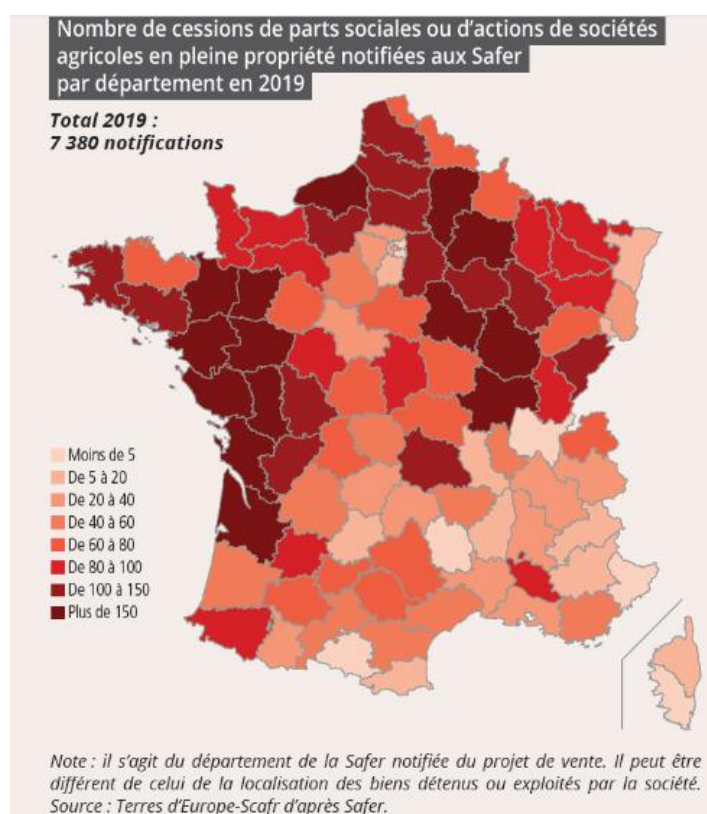 Nombre de cessions de parts sociales ou d’actions de sociétés
agricoles en pleine propriété notifiées aux Safer
par département en 2019
Total 2019 :
7 380 notifications
Moins de 5
De 5 à 20
De 20 à 40
De 40 à 60
De 60 à 80
De 80 à 100
De 100 à 150
Plus de 150
Note : il s’agit du département de la Safer notifiée du projet de vente. Il peut être
différent de celui de la localisation des biens détenus ou exploités par la société.
Source : Terres d’Europe-Scafr d’après Safer.